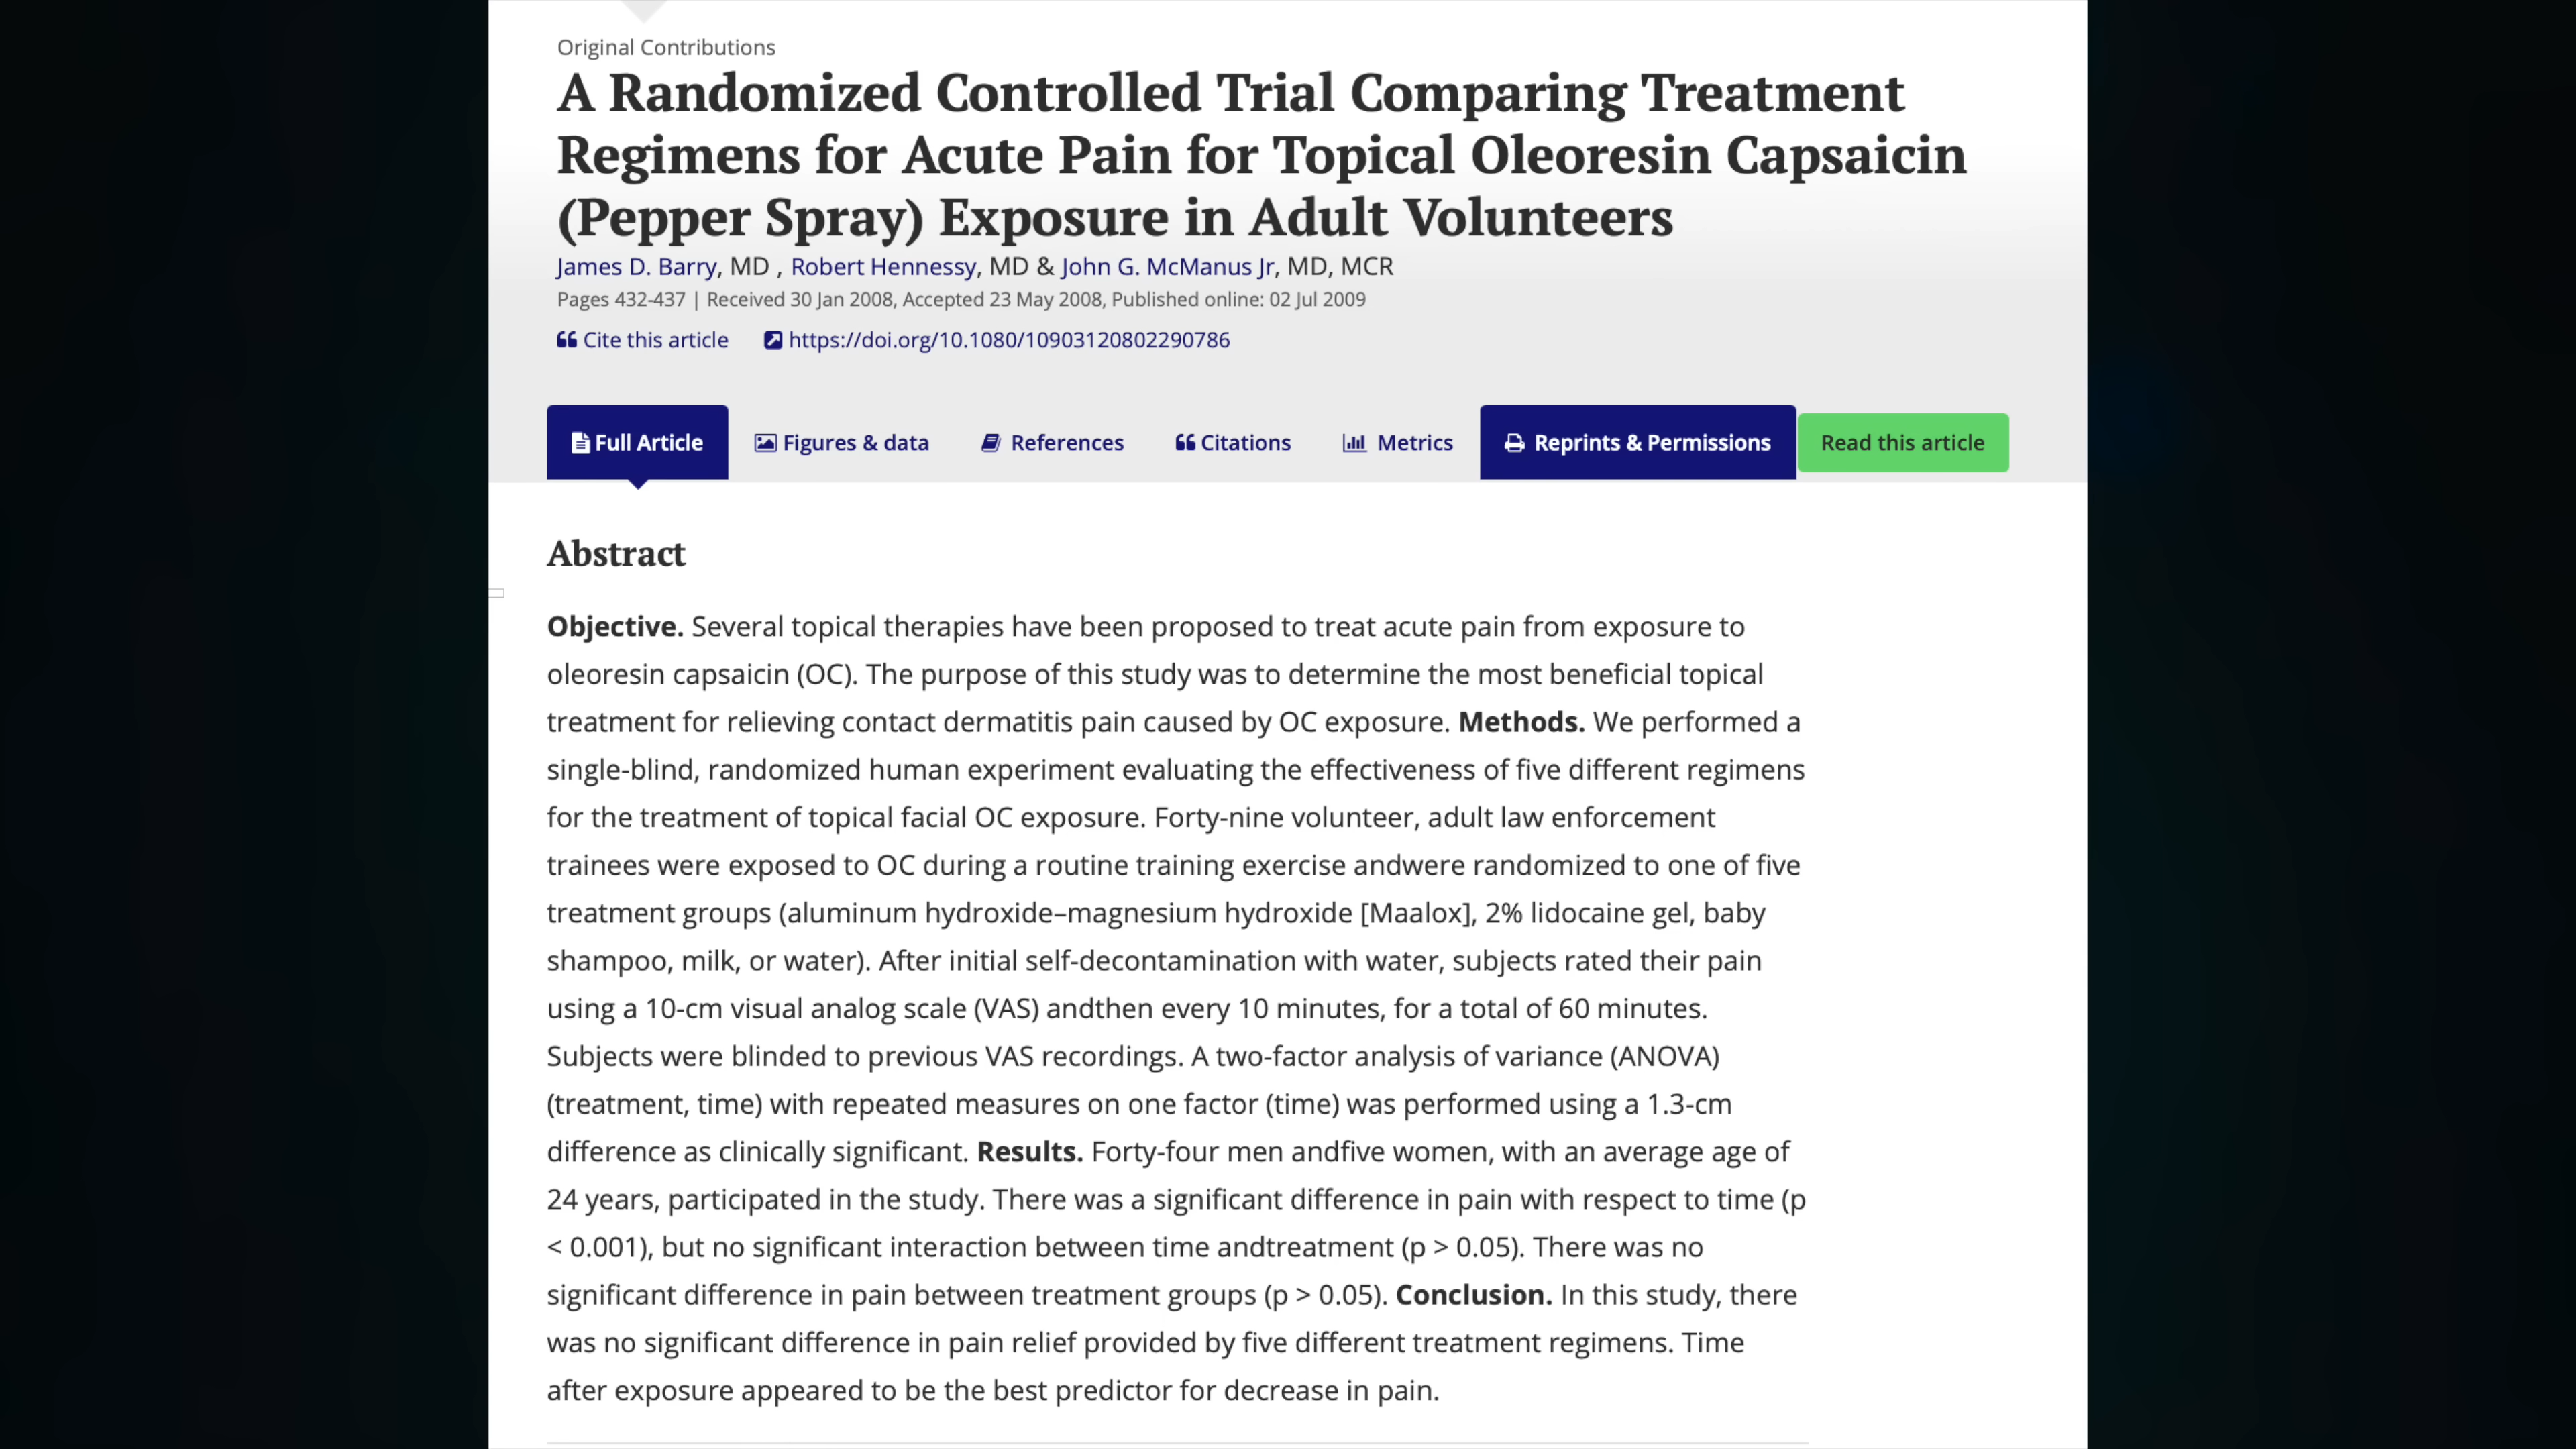 Original Contributions
A Randomized Controlled Trial Comparing Treatment
Regimens for Acute Pain for Topical Oleoresin Capsaicin
(Pepper Spray) Exposure in Adult Volunteers
James D. Barry, MD , Robert Hennessy, MD & John G. McManus Jr, MD, MCR
Pages 432-437 | Received 30 Jan 2008, Accepted 23 May 2008, Published online: 02 Jul 2009
Cite this article https://doi.org/10.1080/10903120802290786
Full Article Figures & data References Citations Metrics Reprints & Permissions Read this article
Abstract
Objective. Several topical therapies have been proposed to treat acute pain from exposure to
oleoresin capsaicin (OC). The purpose of this study was to determine the most beneficial topical
treatment for relieving contact dermatitis pain caused by OC exposure. Methods. We performed a
single-blind, randomized human experiment evaluating the effectiveness of five different regimens
for the treatment of topical facial OC exposure. Forty-nine volunteer, adult law enforcement
trainees were exposed to OC during a routine training exercise andwere randomized to one of five
treatment groups (aluminum hydroxide–magnesium hydroxide [Maalox], 2% lidocaine gel, baby
shampoo, milk, or water). After initial self-decontamination with water, subjects rated their pain
using a 10-cm visual analog scale (VAS) andthen every 10 minutes, for a total of 60 minutes.
Subjects were blinded to previous VAS recordings. A two-factor analysis of variance (ANOVA)
(treatment, time) with repeated measures on one factor (time) was performed using a 1.3-cm
difference as clinically significant. Results. Forty-four men andfive women, with an average age of
24 years, participated in the study. There was a significant difference in pain with respect to time (p
< 0.001), but no significant interaction between time andtreatment (p > 0.05). There was no
significant difference in pain between treatment groups (p > 0.05). Conclusion. In this study, there
was no significant difference in pain relief provided by five different treatment regimens. Time
after exposure appeared to be the best predictor for decrease in pain.